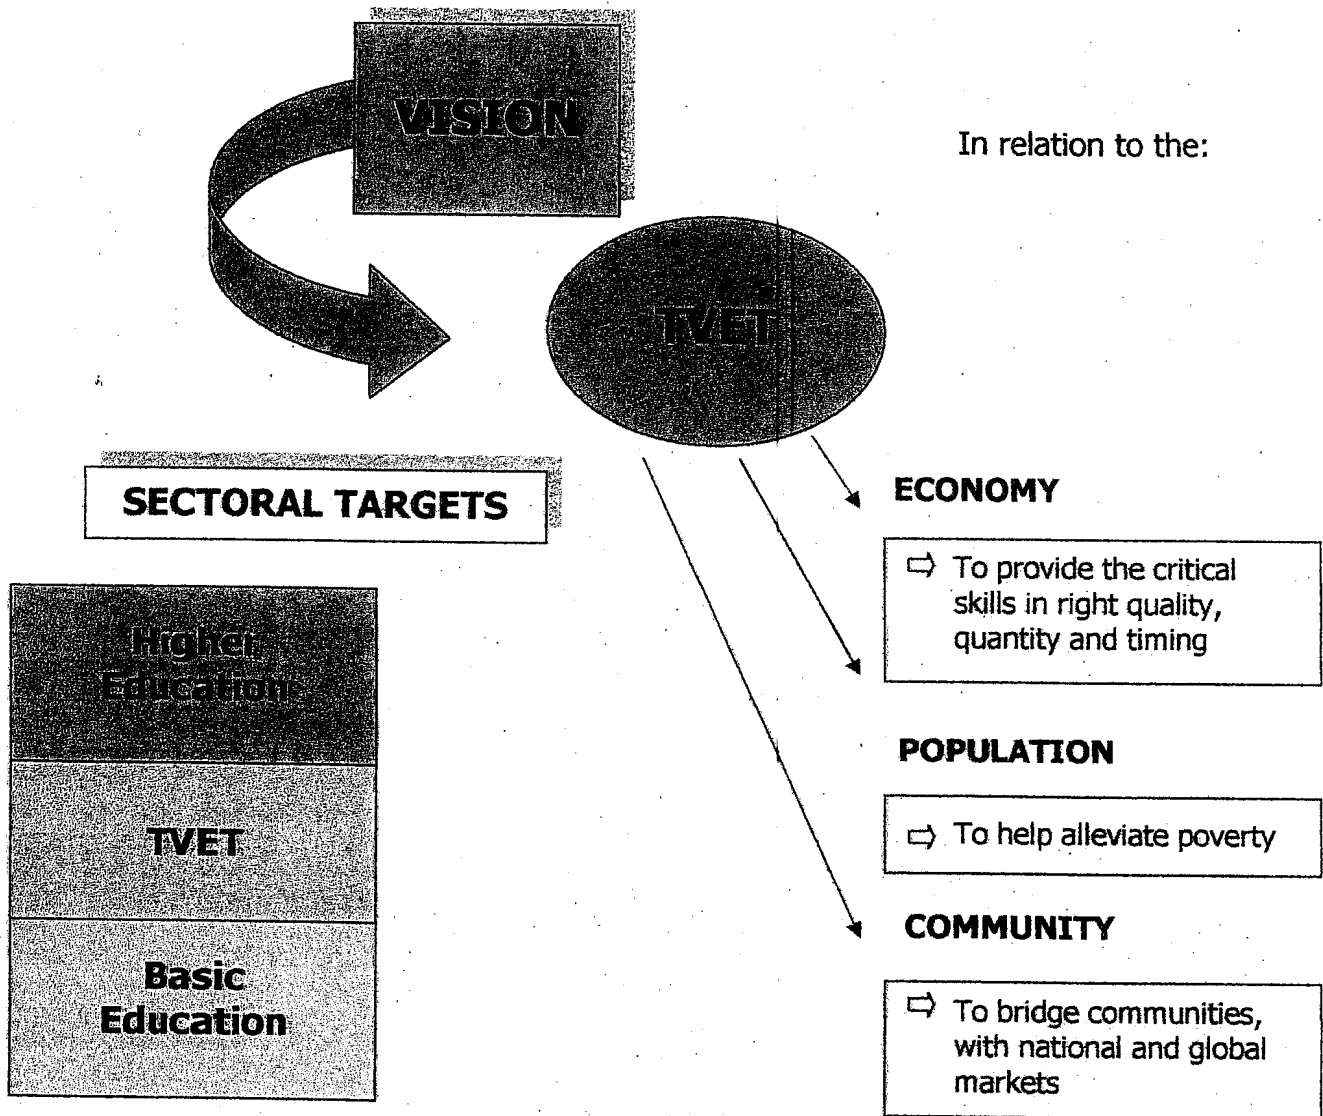 VISION
In relation to the:
TVET
SECTORAL TARGETS
Higher
Education
TVET
Basic
Education
ECONOMY
⇨ To provide the critical
skills in right quality,
quantity and timing
POPULATION
⇨ To help alleviate poverty
COMMUNITY
⇨ To bridge communities,
with national and global
markets